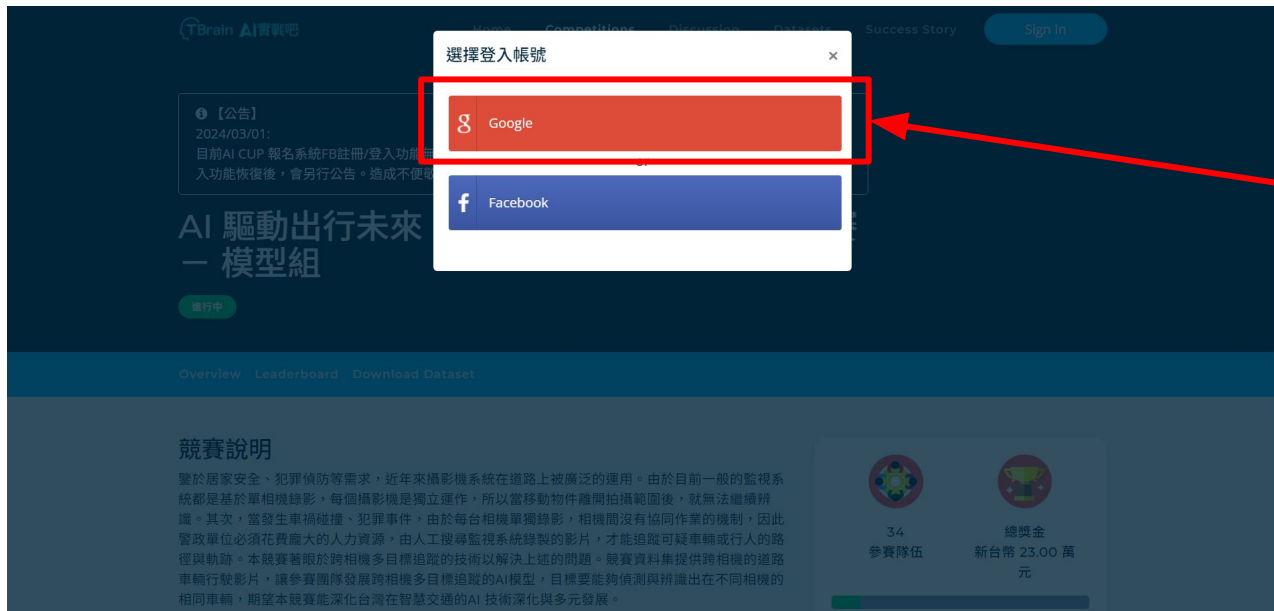 TBrain AI實戰吧
Home Competitions Discussion Datasets Success Story Sign In
選擇登入帳號 ×
【公告】
2024/03/01:
目前AI CUP 報名系統FB註冊/登入功能
入功能恢復後，會另行公告。造成不便敬
Google
Facebook
AI 驅動出行未來
— 模型組
進行中
Overview Leaderboard Download Dataset
競賽說明
鑒於居家安全、犯罪偵防等需求，近年來攝影機系統在道路上被廣泛的運用。由於目前一般的監視系
統都是基於單相機錄影，每個攝影機是獨立運作，所以當移動物件離開拍攝範圍後，就無法繼續辨
識。其次，當發生車禍碰撞、犯罪事件，由於每台相機單獨錄影，相機間沒有協同作業的機制，因此
警政單位必須花費龐大的人力資源，由人工搜尋監視系統錄製的影片，才能追蹤可疑車輛或行人的路
徑與軌跡。本競賽著眼於跨相機多目標追蹤的技術以解決上述的問題。競賽資料集提供跨相機的道路
車輛行駛影片，讓參賽團隊發展跨相機多目標追蹤的AI模型，目標要能夠偵測與辨識出在不同相機的
相同車輛，期望本競賽能深化台灣在智慧交通的AI 技術深化與多元發展。
34
參賽隊伍
總獎金
新台幣 23.00 萬
元